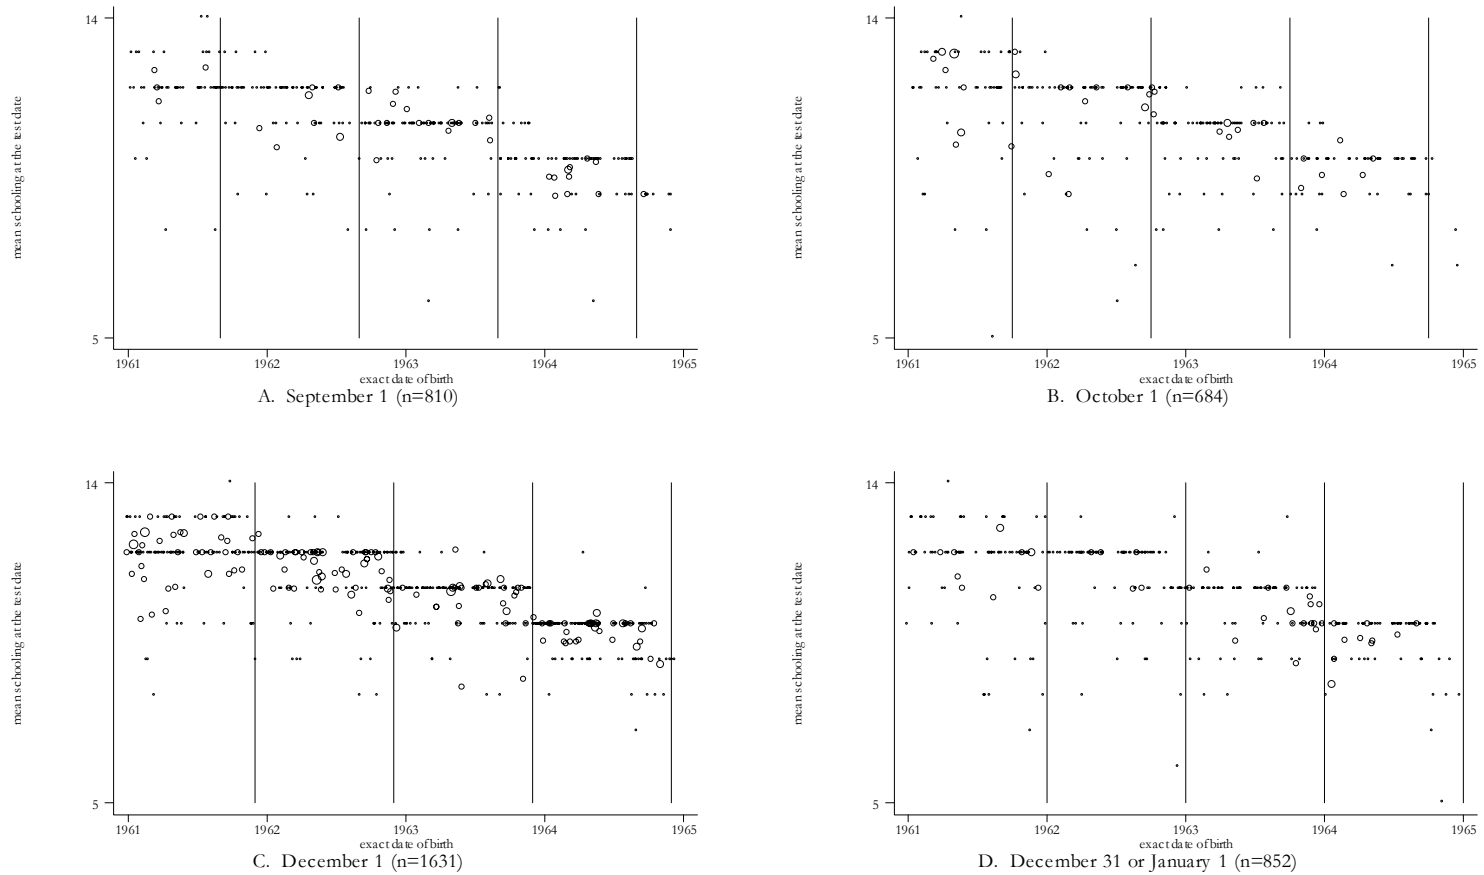 14
5
mean schooling at the test date
1961 1962 1963 1964 1965
exact date of birth
A. September 1 (n=810)
14
5
mean schooling at the test date
1961 1962 1963 1964 1965
exact date of birth
B. October 1 (n=684)
14
5
mean schooling at the test date
1961 1962 1963 1964 1965
exact date of birth
C. December 1 (n=1631)
14
5
mean schooling at the test date
1961 1962 1963 1964 1965
exact date of birth
D. December 31 or January 1 (n=852)